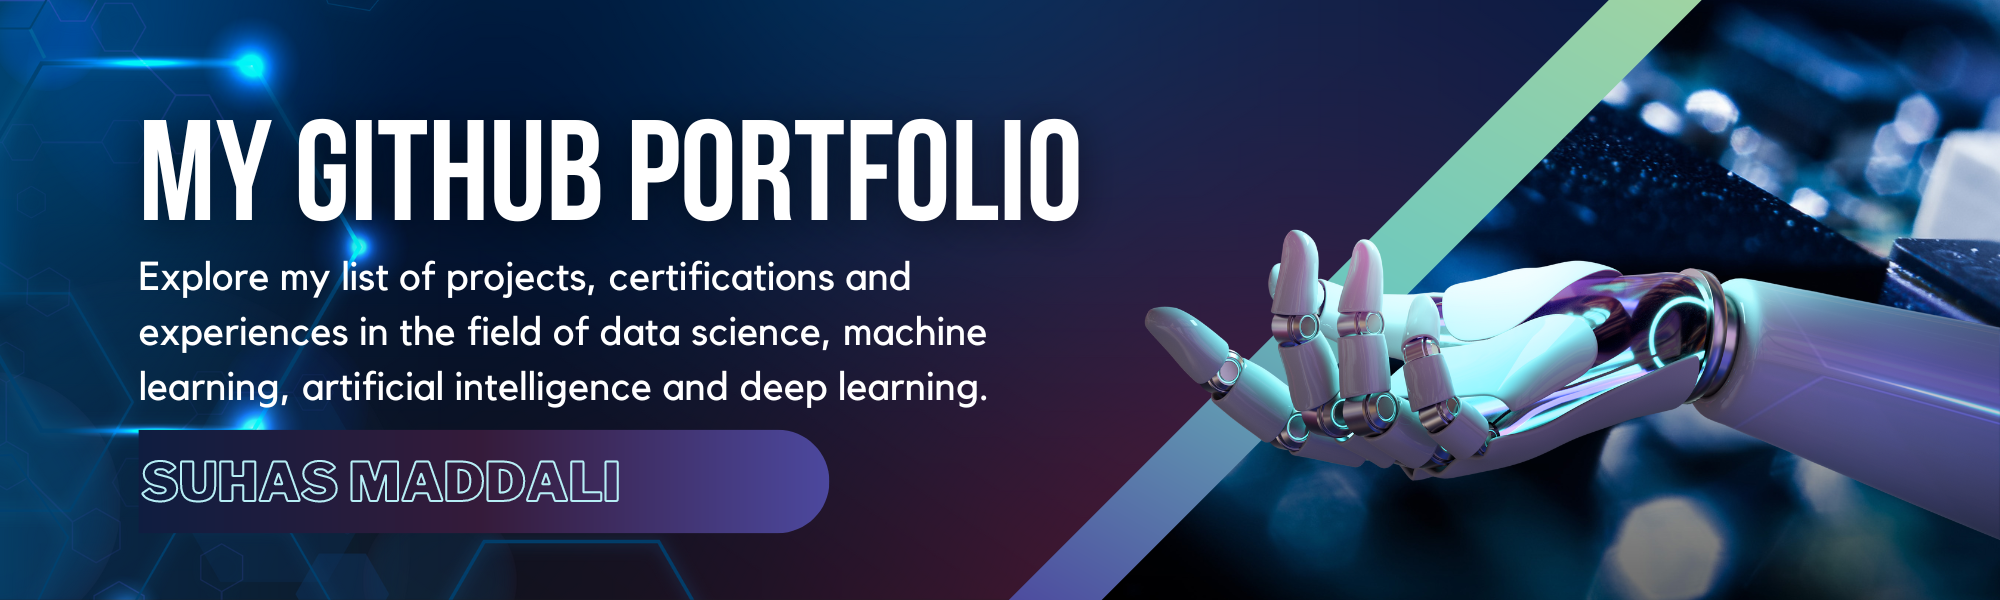 MY GITHUB PORTFOLIO
Explore my list of projects, certifications and
experiences in the field of data science, machine
learning, artificial intelligence and deep learning.
SUHAS MADDALI